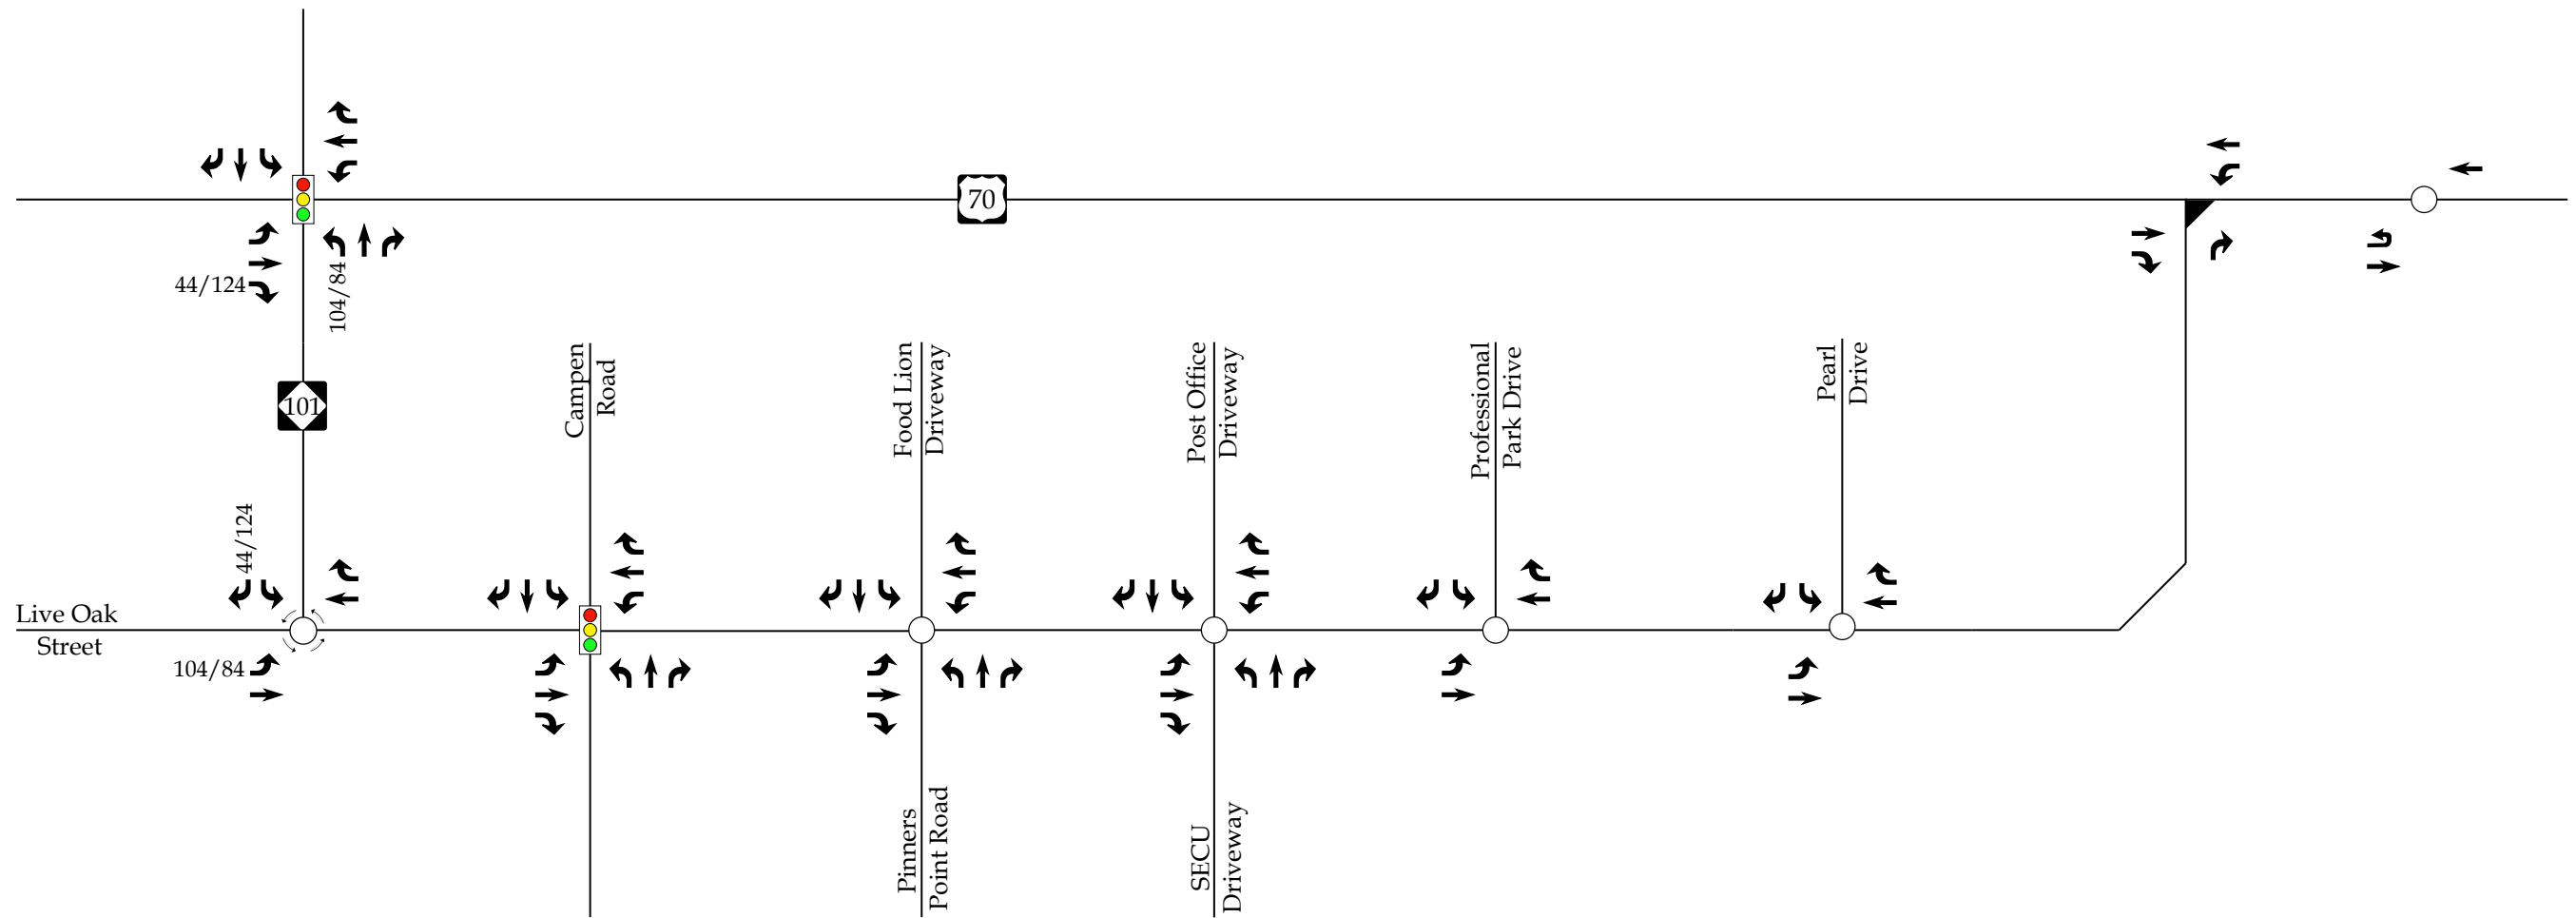 70
44/124
104/84
101
Campen
Road
Food Lion
Driveway
Post Office
Driveway
Professional
Park Drive
Pearl
Drive
44/124
Live Oak
Street
104/84
Pinners
Point Road
SECU
Driveway